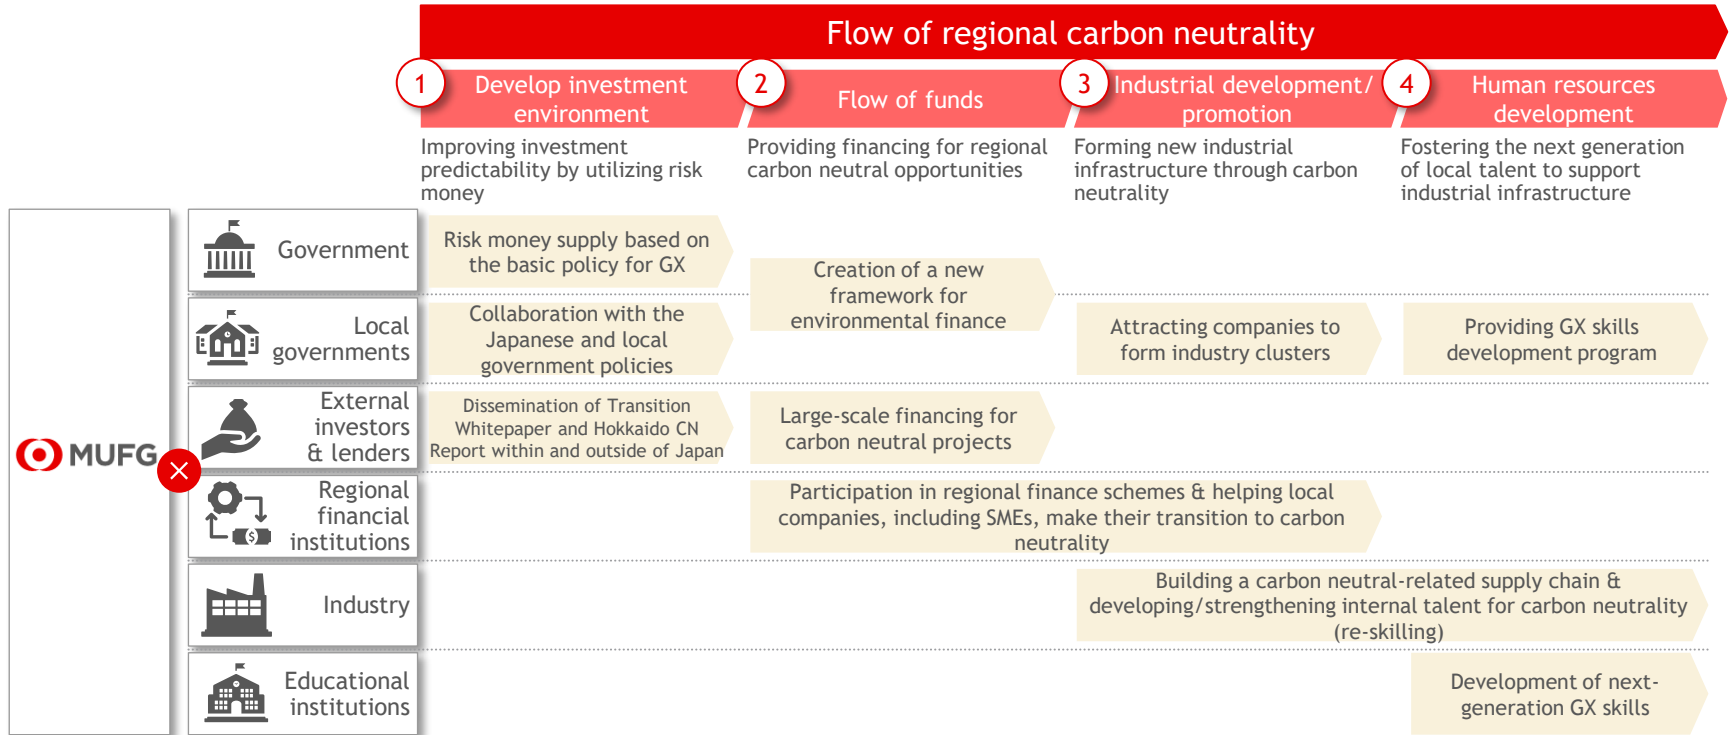 Flow of regional carbon neutrality
1
Develop investment
environment
2
Flow of funds
3
Industrial development/
promotion
4
Human resources
development
Improving investment
predictability by utilizing risk
money
Providing financing for regional
carbon neutral opportunities
Forming new industrial
infrastructure through carbon
neutrality
Fostering the next generation
of local talent to support
industrial infrastructure
MUFG
×
Government
Risk money supply based on
the basic policy for GX
Creation of a new
framework for
environmental finance
Local
governments
Collaboration with the
Japanese and local
government policies
Attracting companies to
form industry clusters
Providing GX skills
development program
External
investors
& lenders
Dissemination of Transition
Whitepaper and Hokkaido CN
Report within and outside of Japan
Large-scale financing for
carbon neutral projects
Regional
financial
institutions
$
Participation in regional finance schemes & helping local
companies, including SMEs, make their transition to carbon
neutrality
Industry
Building a carbon neutral-related supply chain &
developing/strengthening internal talent for carbon neutrality
(re-skilling)
Educational
institutions
Development of next-
generation GX skills